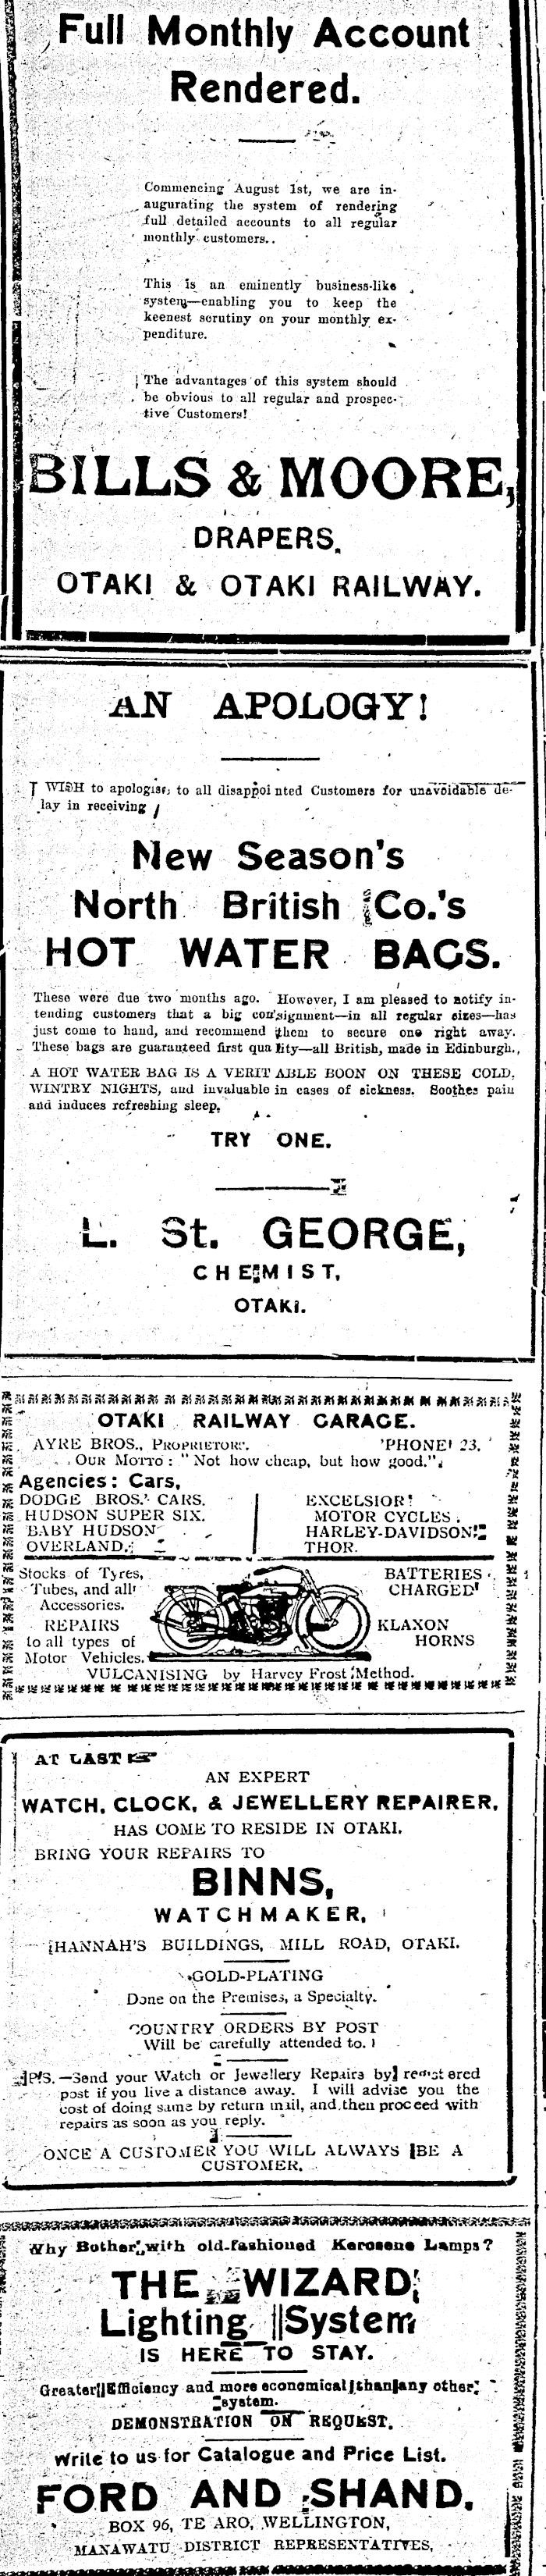 Full Monthly Account
Rendered.
Commencing August 1st, we are in-
augurating the system of rendering
full detailed accounts to all regular
monthly customers..
This is an eminently business-like
system—enabling you to keep the
keenest scrutiny on your monthly ex-
penditure.
The advantages of this system should
be obvious to all regular and prospec-
tive Customers!
BILLS & MOORE,
DRAPERS.
OTAKI & OTAKI RAILWAY.
AN APOLOGY!
I WISH to apologise to all disappointed Customers for unavoidable de-
lay in receiving
New Season's
North British Co.'s
HOT WATER BAGS.
These were due two months ago. However, I am pleased to notify in-
tending customers that a big consignment—in all regular sizes—has
just come to hand, and recommend them to secure one right away.
These bags are guaranteed first quality—all British, made in Edinburgh.
A HOT WATER BAG IS A VERITABLE BOON ON THESE COLD,
WINTRY NIGHTS, and invaluable in cases of sickness. Soothes pain
and induces refreshing sleep.
TRY ONE.
L. St. GEORGE,
CHEMIST,
OTAKI.
OTAKI RAILWAY GARAGE.
AYRE BROS., PROPRIETORS. 'PHONE 23.
OUR MOTTO: "Not how cheap, but how good."
Agencies: Cars,
DODGE BROS.' CARS.
HUDSON SUPER SIX.
BABY HUDSON
OVERLAND.
EXCELSIOR
MOTOR CYCLES.
HARLEY-DAVIDSON
THOR.
Stocks of Tyres,
Tubes, and all
Accessories.
REPAIRS
to all types of
Motor Vehicles.
BATTERIES
CHARGED
KLAXON
HORNS
VULCANISING by Harvey Frost Method.
AT LAST ☞
AN EXPERT
WATCH, CLOCK, & JEWELLERY REPAIRER,
HAS COME TO RESIDE IN OTAKI.
BRING YOUR REPAIRS TO
BINNS,
WATCHMAKER,
HANNAH'S BUILDINGS, MILL ROAD, OTAKI.
GOLD-PLATING
Done on the Premises, a Specialty.
COUNTRY ORDERS BY POST
Will be carefully attended to.
P.S.—Send your Watch or Jewellery Repairs by registered
post if you live a distance away. I will advise you the
cost of doing same by return mail, and then proceed with
repairs as soon as you reply.
ONCE A CUSTOMER YOU WILL ALWAYS BE A
CUSTOMER.
Why Bother with old-fashioned Kerosene Lamps?
THE WIZARD
Lighting System
IS HERE TO STAY.
Greater Efficiency and more economical than any other
system.
DEMONSTRATION ON REQUEST.
Write to us for Catalogue and Price List.
FORD AND SHAND,
BOX 96, TE ARO, WELLINGTON,
MANAWATU DISTRICT REPRESENTATIVES.